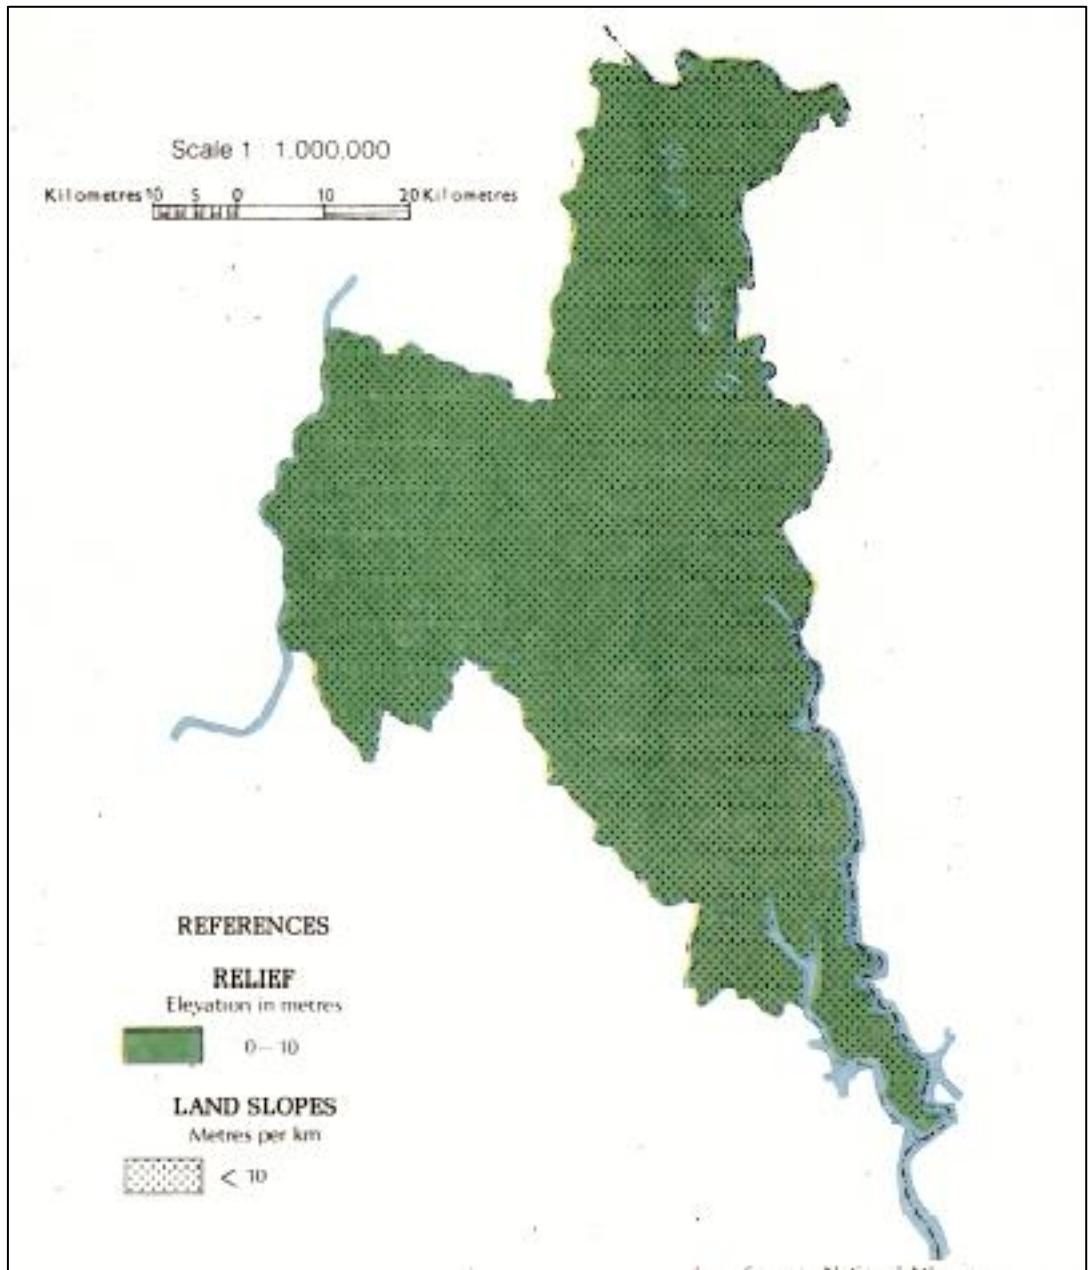 Scale 1 : 1.000.000
Kilometres 10 5 0 10 20 Kilometres
REFERENCES
RELIEF
Elevation in metres
0 – 10
LAND SLOPES
Metres per km
< 10